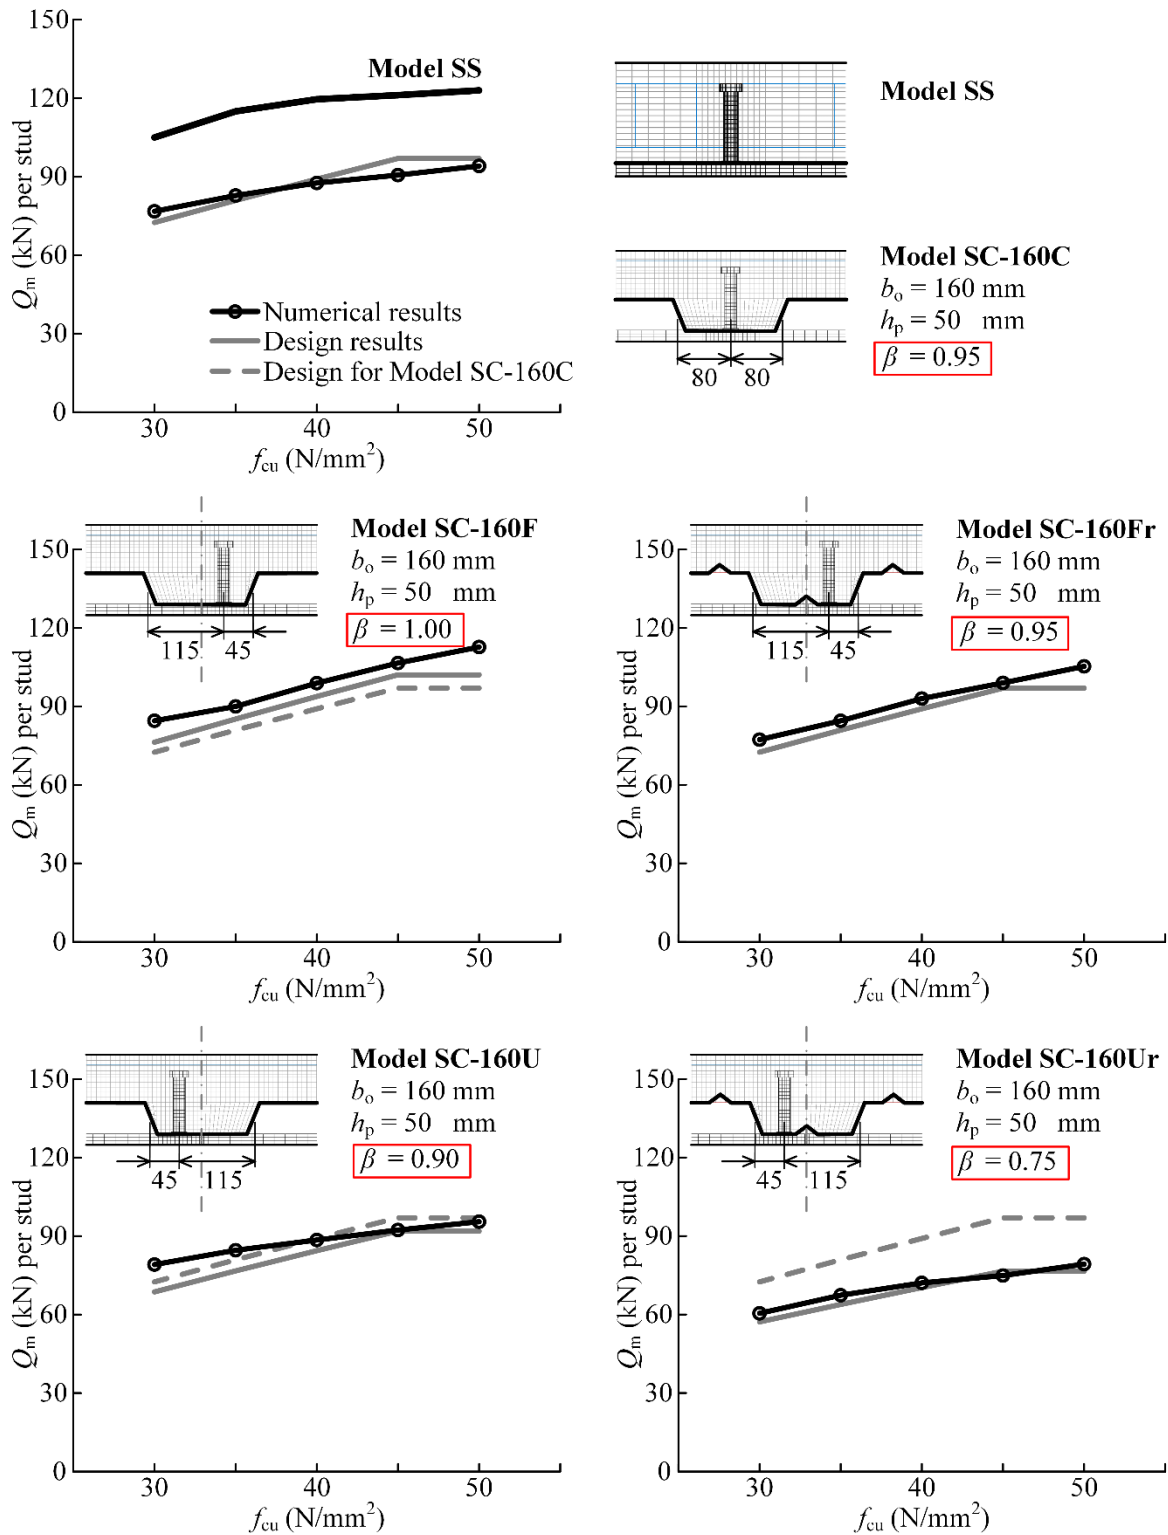 150
120
90
60
30
0
Qm (kN) per stud
Model SS
Numerical results
Design results
Design for Model SC-160C
30
40
50
fcu (N/mm²)
Model SS
Model SC-160C
bo = 160 mm
hp = 50 mm
β = 0.95
80
80
Model SC-160F
bo = 160 mm
hp = 50 mm
β = 1.00
115
45
150
120
90
60
30
0
Qm (kN) per stud
30
40
50
fcu (N/mm²)
Model SC-160Fr
bo = 160 mm
hp = 50 mm
β = 0.95
115
45
150
120
90
60
30
0
Qm (kN) per stud
30
40
50
fcu (N/mm²)
Model SC-160U
bo = 160 mm
hp = 50 mm
β = 0.90
45
115
150
120
90
60
30
0
Qm (kN) per stud
30
40
50
fcu (N/mm²)
Model SC-160Ur
bo = 160 mm
hp = 50 mm
β = 0.75
45
115
150
120
90
60
30
0
Qm (kN) per stud
30
40
50
fcu (N/mm²)